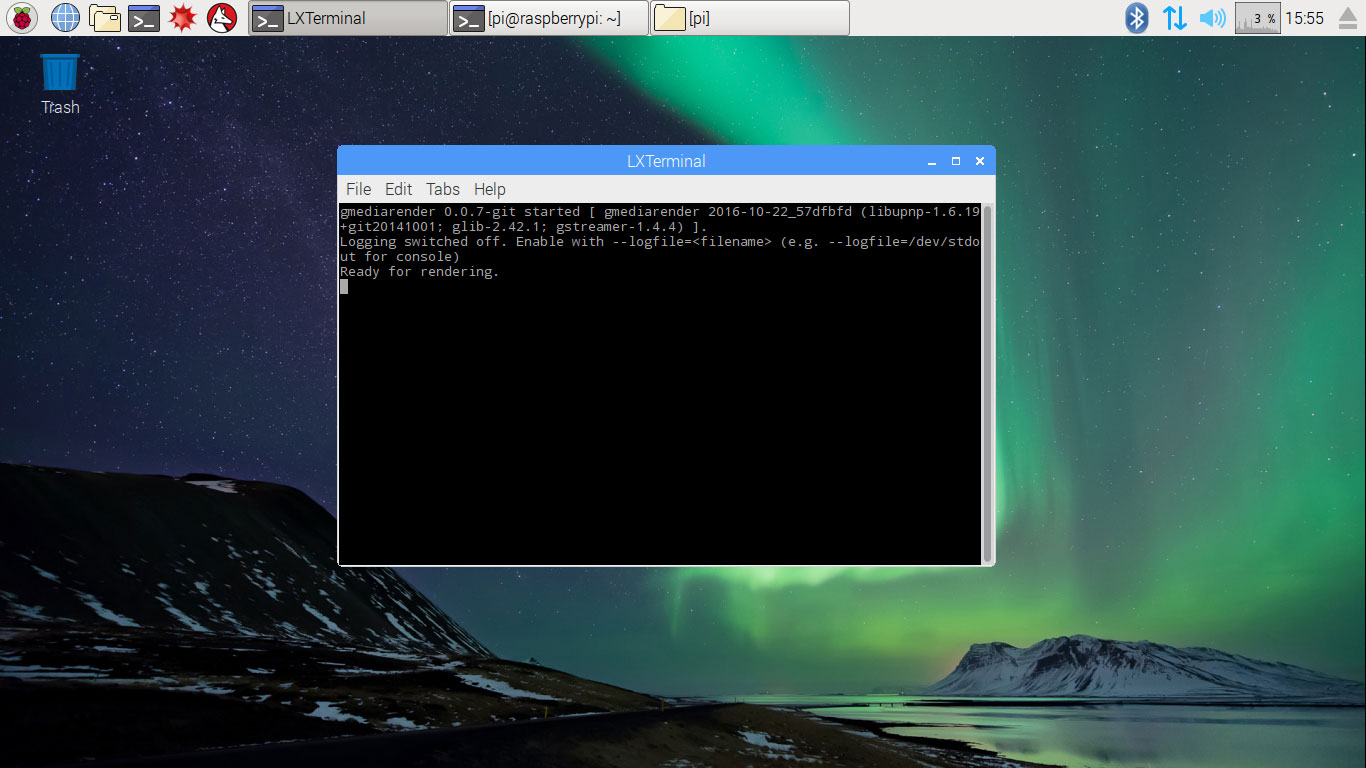 LXTerminal
[pi@raspberrypi: ~]
[pi]
3 %
15:55
Trash
LXTerminal
File Edit Tabs Help
gmediarender 0.0.7-git started [ gmediarender 2016-10-22_57dfbfd (libupnp-1.6.19
+git20141001; glib-2.42.1; gstreamer-1.4.4) ].
Logging switched off. Enable with --logfile=<filename> (e.g. --logfile=/dev/stdo
ut for console)
Ready for rendering.